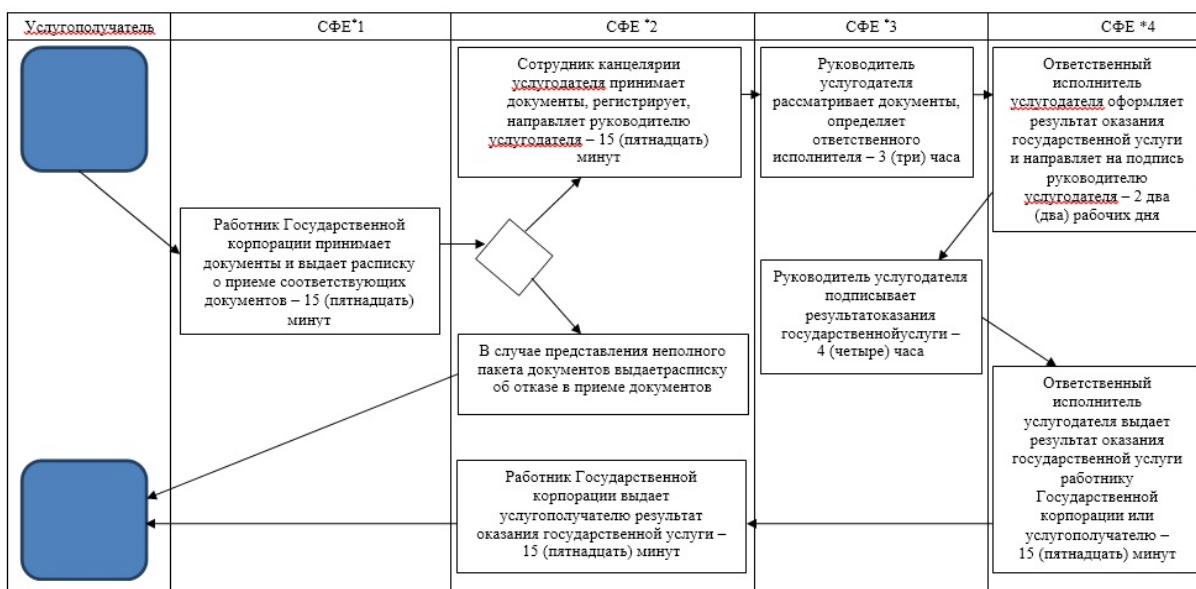 Услугополучатель
СФЕ*1
СФЕ *2
СФЕ *3
СФЕ *4
Сотрудник канцелярии
услугодателя принимает
документы, регистрирует,
направляет руководителю
услугодателя – 15 (пятнадцать)
минут
Руководитель
услугодателя
рассматривает документы,
определяет
ответственного
исполнителя – 3 (три) часа
Ответственный
исполнитель
услугодателя оформляет
результат оказания
государственной услуги
и направляет на подпись
руководителю
услугодателя – 2 два
(два) рабочих дня
Работник Государственной
корпорации принимает
документы и выдает расписку
о приеме соответствующих
документов – 15 (пятнадцать)
минут
Руководитель услугодателя
подписывает
результатоказания
государственнойуслуги –
4 (четыре) часа
В случае представления неполного
пакета документов выдаетрасписку
об отказе в приеме документов
Ответственный
исполнитель
услугодателя выдает
результат оказания
государственной услуги
работнику
Государственной
корпорации или
услугополучателю –
15 (пятнадцать) минут
Работник Государственной
корпорации выдает
услугополучателю результат
оказания государственной услуги –
15 (пятнадцать) минут